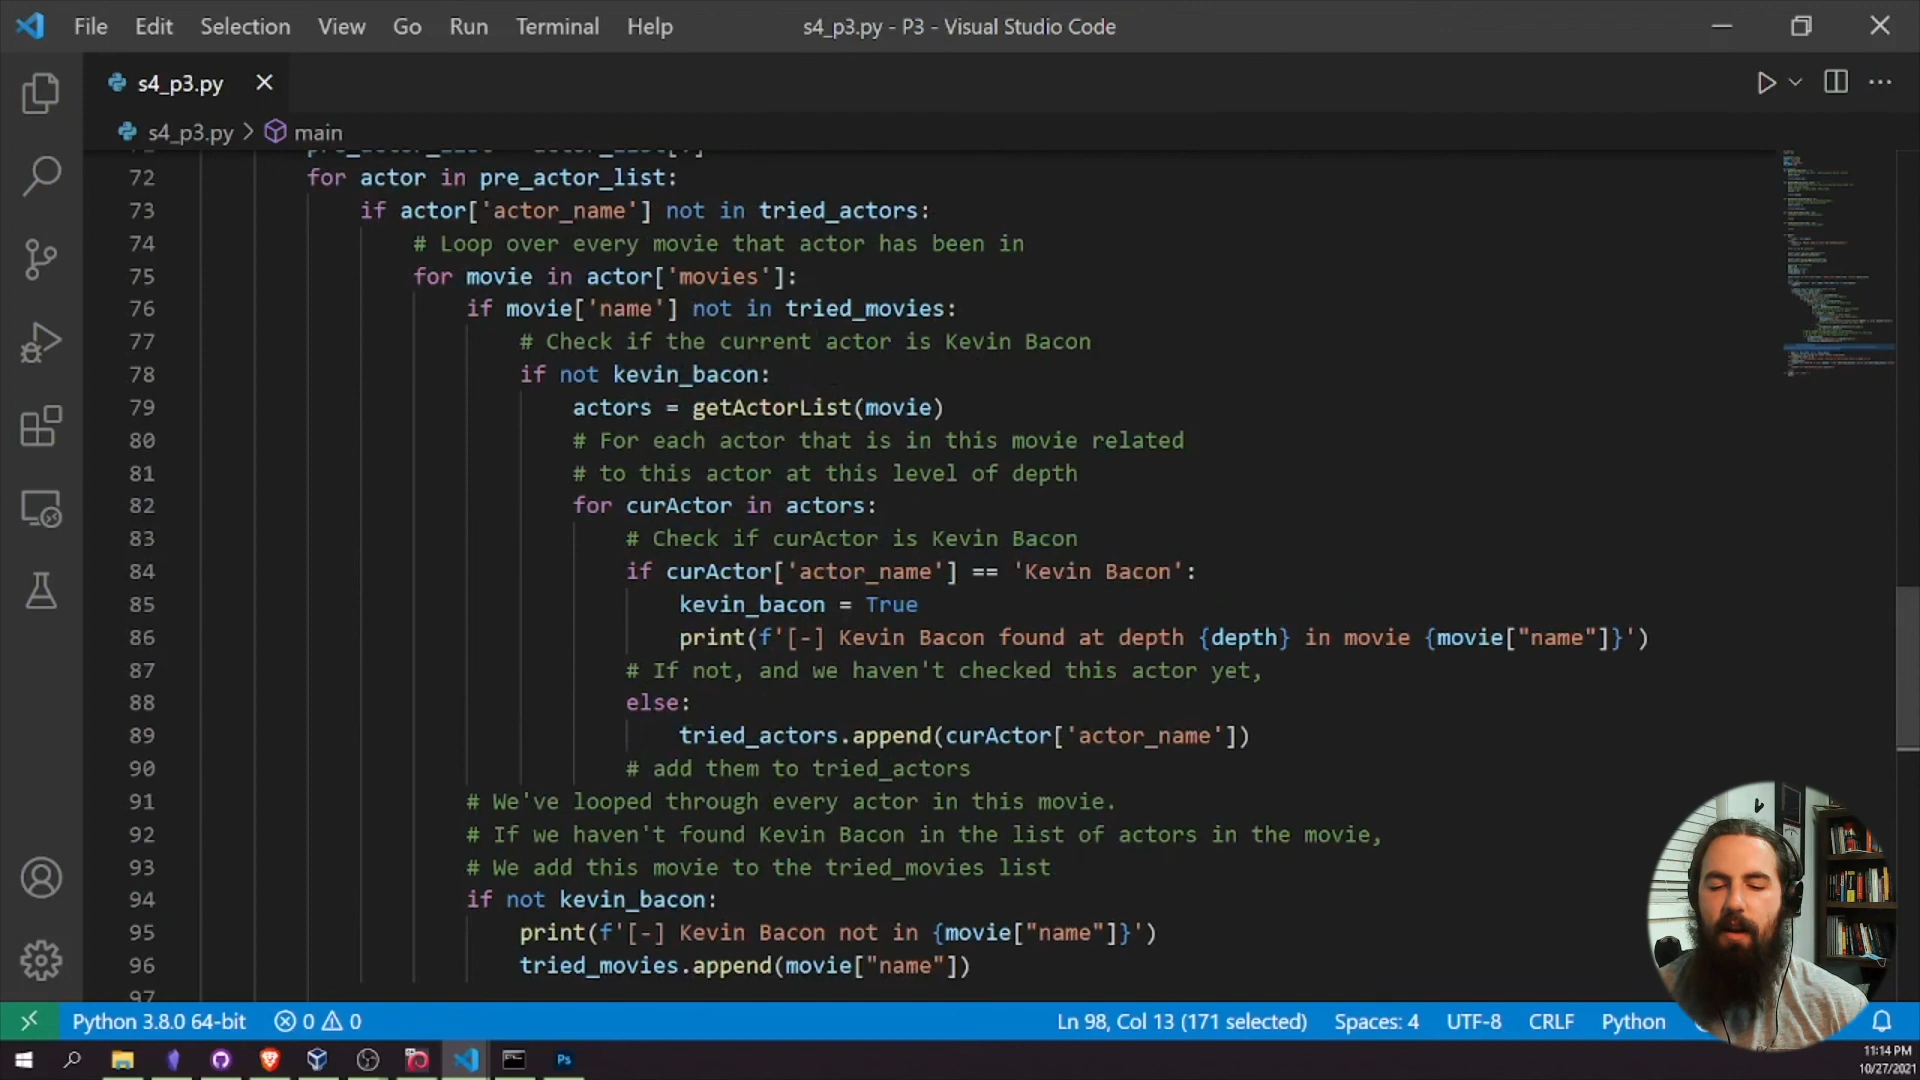 File Edit Selection View Go Run Terminal Help s4_p3.py - P3 - Visual Studio Code
s4_p3.py
s4_p3.py > main
72 for actor in pre_actor_list:
73 if actor['actor_name'] not in tried_actors:
74 # Loop over every movie that actor has been in
75 for movie in actor['movies']:
76 if movie['name'] not in tried_movies:
77 # Check if the current actor is Kevin Bacon
78 if not kevin_bacon:
79 actors = getActorList(movie)
80 # For each actor that is in this movie related
81 # to this actor at this level of depth
82 for curActor in actors:
83 # Check if curActor is Kevin Bacon
84 if curActor['actor_name'] == 'Kevin Bacon':
85 kevin_bacon = True
86 print(f'[-] Kevin Bacon found at depth {depth} in movie {movie["name"]}')
87 # If not, and we haven't checked this actor yet,
88 else:
89 tried_actors.append(curActor['actor_name'])
90 # add them to tried_actors
91 # We've looped through every actor in this movie.
92 # If we haven't found Kevin Bacon in the list of actors in the movie,
93 # We add this movie to the tried_movies list
94 if not kevin_bacon:
95 print(f'[-] Kevin Bacon not in {movie["name"]}')
96 tried_movies.append(movie["name"])
97
Python 3.8.0 64-bit 0 0 Ln 98, Col 13 (171 selected) Spaces: 4 UTF-8 CRLF Python
Ps
11:14 PM
10/27/2021